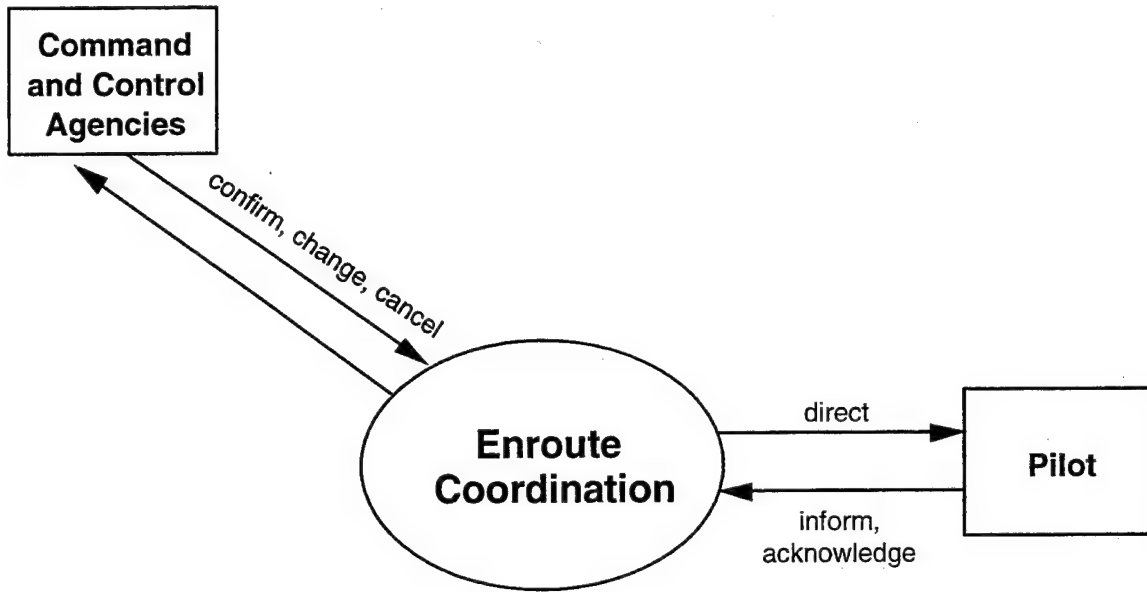 Command
and Control
Agencies
confirm, change, cancel
Enroute
Coordination
direct
Pilot
inform,
acknowledge